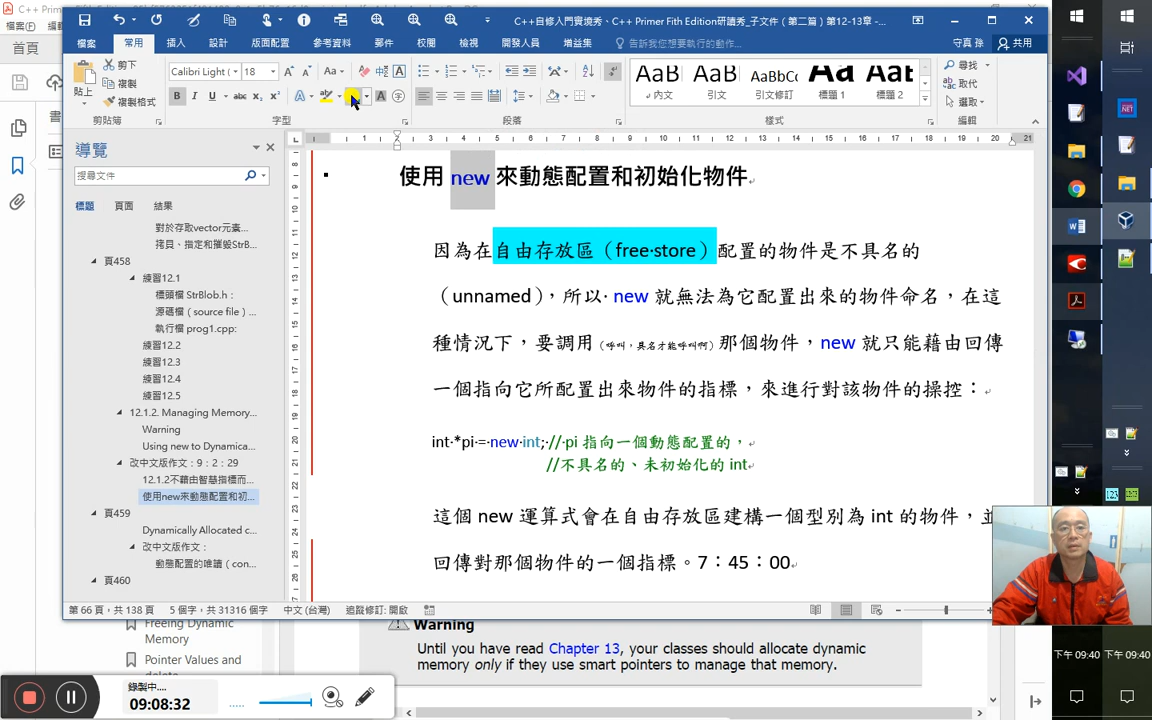 C++自修入門實境秀、C++ Primer Fith Edition研讀秀_子文件（第二篇）第12-13章 -...
檔案
首頁
檔案 常用 插入 設計 版面配置 參考資料 郵件 校閱 檢視 開發人員 增益集 告訴我您想要執行的動作... 守真 孫 共用
貼上 剪下
複製
複製格式
剪貼簿
Calibri Light ( 18 Aa
B I U abc x₂ x²
字型
段落
AaB AaB AaBbCc AaB Aat
內文 引文 引文修訂 標題 1 標題 2
樣式
尋找
取代
選取
編輯
導覽
搜尋文件
標題 頁面 結果
對於存取vector元素...
拷貝、指定和摧毀StrB...
頁458
練習12.1
標頭檔 StrBlob.h：
源碼檔（source file）...
執行檔 prog1.cpp:
練習12.2
練習12.3
練習12.4
練習12.5
12.1.2. Managing Memory...
Warning
Using new to Dynamica...
改中文版作文：9：2：29
12.1.2不藉由智慧指標而...
使用new來動態配置和初...
頁459
Dynamically Allocated c...
改中文版作文：
動態配置的唯讀（con...
頁460
使用 new 來動態配置和初始化物件
因為在自由存放區（free·store）配置的物件是不具名的
（unnamed），所以· new 就無法為它配置出來的物件命名，在這
種情況下，要調用（呼叫，具名才能呼叫啊）那個物件，new 就只能藉由回傳
一個指向它所配置出來物件的指標，來進行對該物件的操控：
int·*pi·=·new·int;·//·pi 指向一個動態配置的，
//不具名的、未初始化的 int
這個 new 運算式會在自由存放區建構一個型別為 int 的物件，並
回傳對那個物件的一個指標。7：45：00
第 66 頁，共 138 頁 5 個字，共 31316 個字 中文 (台灣) 追蹤修訂: 開啟
Freeing Dynamic
Memory
Pointer Values and
Warning
Until you have read Chapter 13, your classes should allocate dynamic
memory only if they use smart pointers to manage that memory.
錄製中....
09:08:32
下午 09:40 下午 09:40